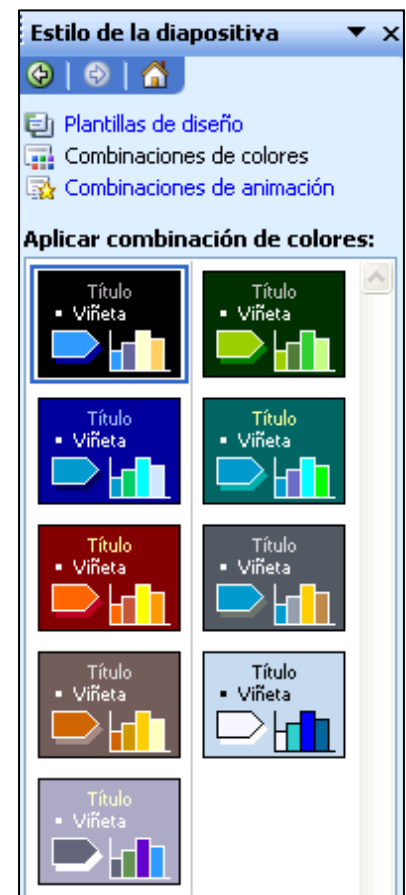 Estilo de la diapositiva
Plantillas de diseño
Combinaciones de colores
Combinaciones de animación
Aplicar combinación de colores:
Título
▪ Viñeta
Título
▪ Viñeta
Título
▪ Viñeta
Título
▪ Viñeta
Título
▪ Viñeta
Título
▪ Viñeta
Título
▪ Viñeta
Título
▪ Viñeta
Título
▪ Viñeta